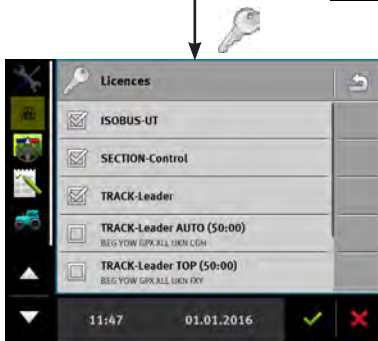 Licences
ISOBUS-UT
SECTION-Control
TRACK-Leader
TRACK-Leader AUTO (50:00)
BEG YOW GPX XLL UKN CGH
TRACK-Leader TOP (50:00)
BEG YOW GPX XLL UKN FXY
11:47 01.01.2016